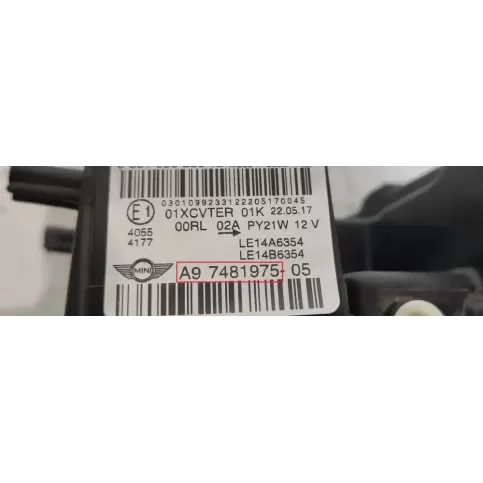 0301099233122205170045
E1
01XCVTER 01K 22.05.17
00RL 02A → PY21W 12 V
4055
4177
LE14A6354
LE14B6354
MINI
A9 7481975-05